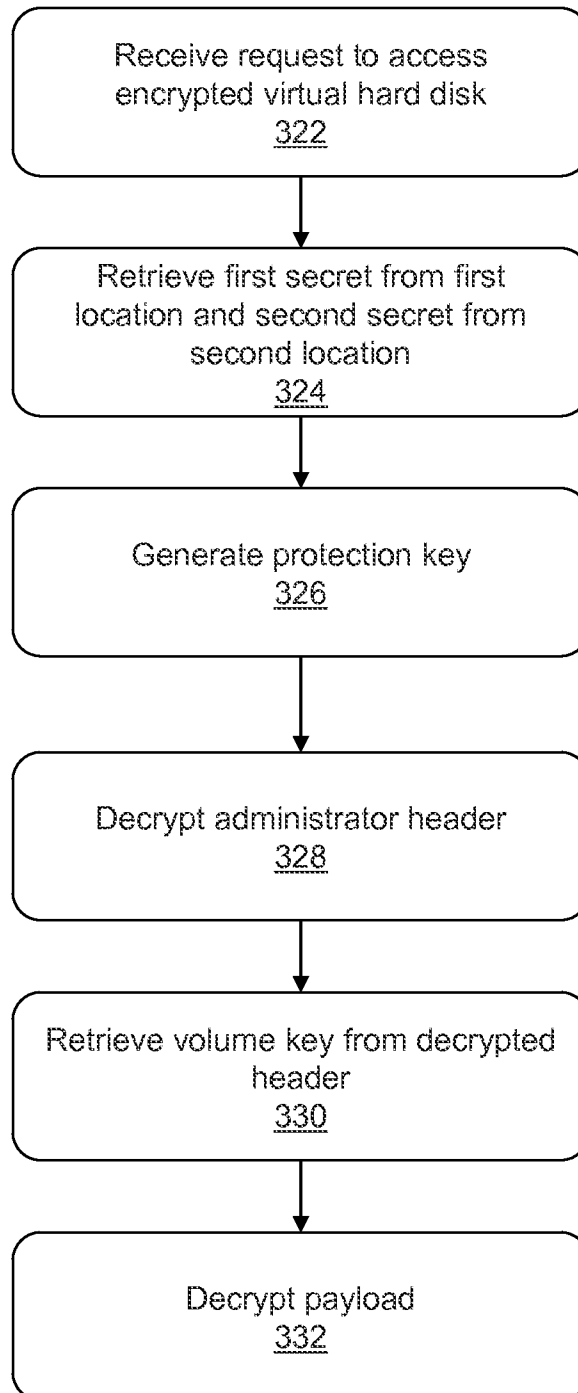 Receive request to access
encrypted virtual hard disk
322
Retrieve first secret from first
location and second secret from
second location
324
Generate protection key
326
Decrypt administrator header
328
Retrieve volume key from decrypted
header
330
Decrypt payload
332